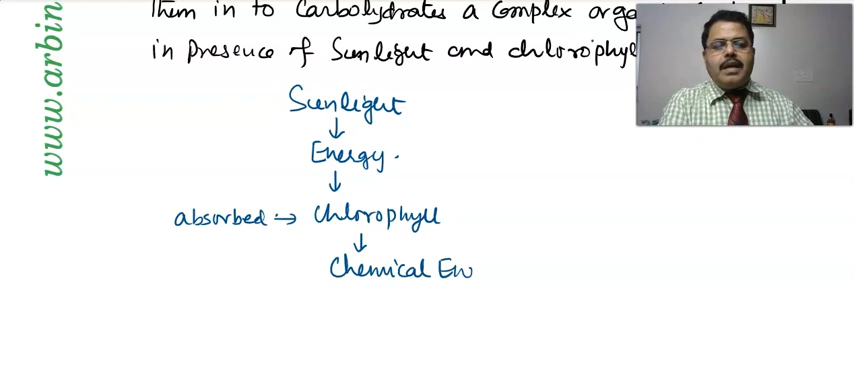 Them in to Carbohydrates a Complex orga
in Presence of Sunlight and chlorophyll
Sunlight
↓
Energy.
↓
absorbed → Chlorophyll
↓
Chemical En
www.arbin